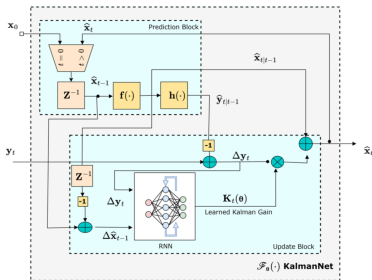 x₀
x̂ₜ
Prediction Block
t = 0
t > 0
Z⁻¹
x̂ₜ₋₁
f(·)
h(·)
x̂ₜ|ₜ₋₁
ŷₜ|ₜ₋₁
yₜ
-1
Δyₜ
x̂ₜ
Z⁻¹
-1
Δyₜ
Kₜ(θ)
Learned Kalman Gain
Δx̂ₜ₋₁
RNN
Update Block
ℱ_θ(·) KalmanNet